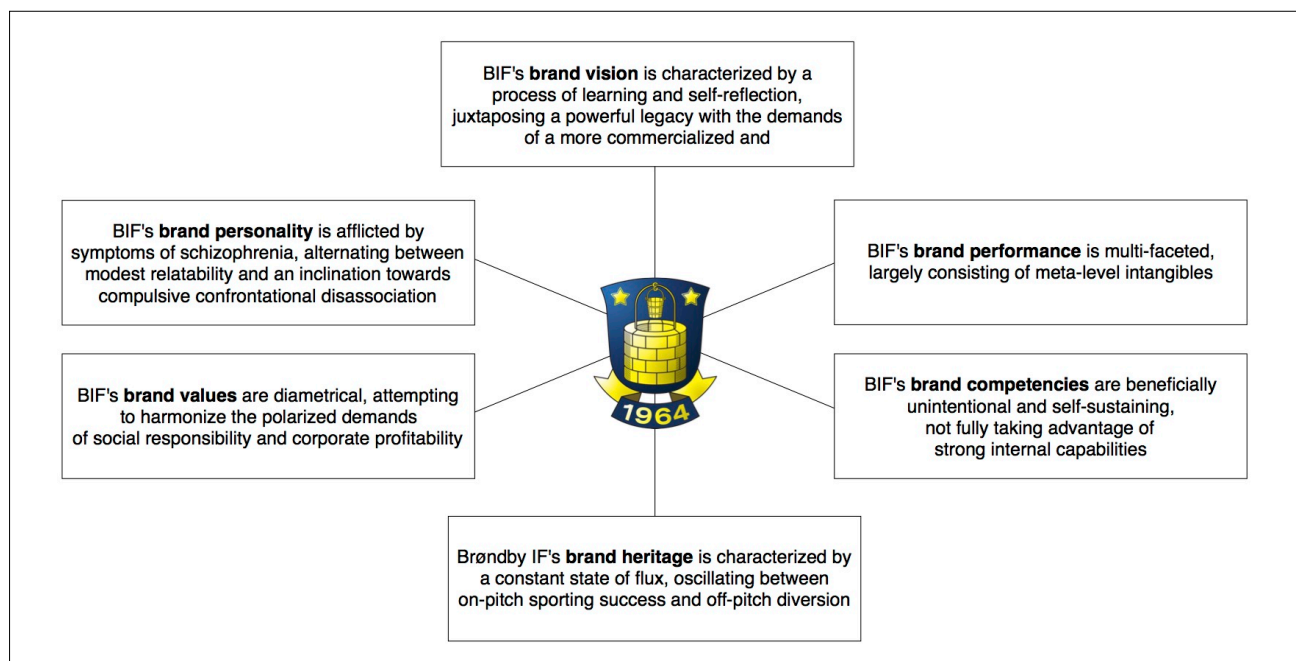 BIF's brand vision is characterized by a
process of learning and self-reflection,
juxtaposing a powerful legacy with the demands
of a more commercialized and
BIF's brand personality is afflicted by
symptoms of schizophrenia, alternating between
modest relatability and an inclination towards
compulsive confrontational disassociation
BIF's brand performance is multi-faceted,
largely consisting of meta-level intangibles
BIF's brand values are diametrical, attempting
to harmonize the polarized demands
of social responsibility and corporate profitability
1964
BIF's brand competencies are beneficially
unintentional and self-sustaining,
not fully taking advantage of
strong internal capabilities
Brøndby IF's brand heritage is characterized by
a constant state of flux, oscillating between
on-pitch sporting success and off-pitch diversion